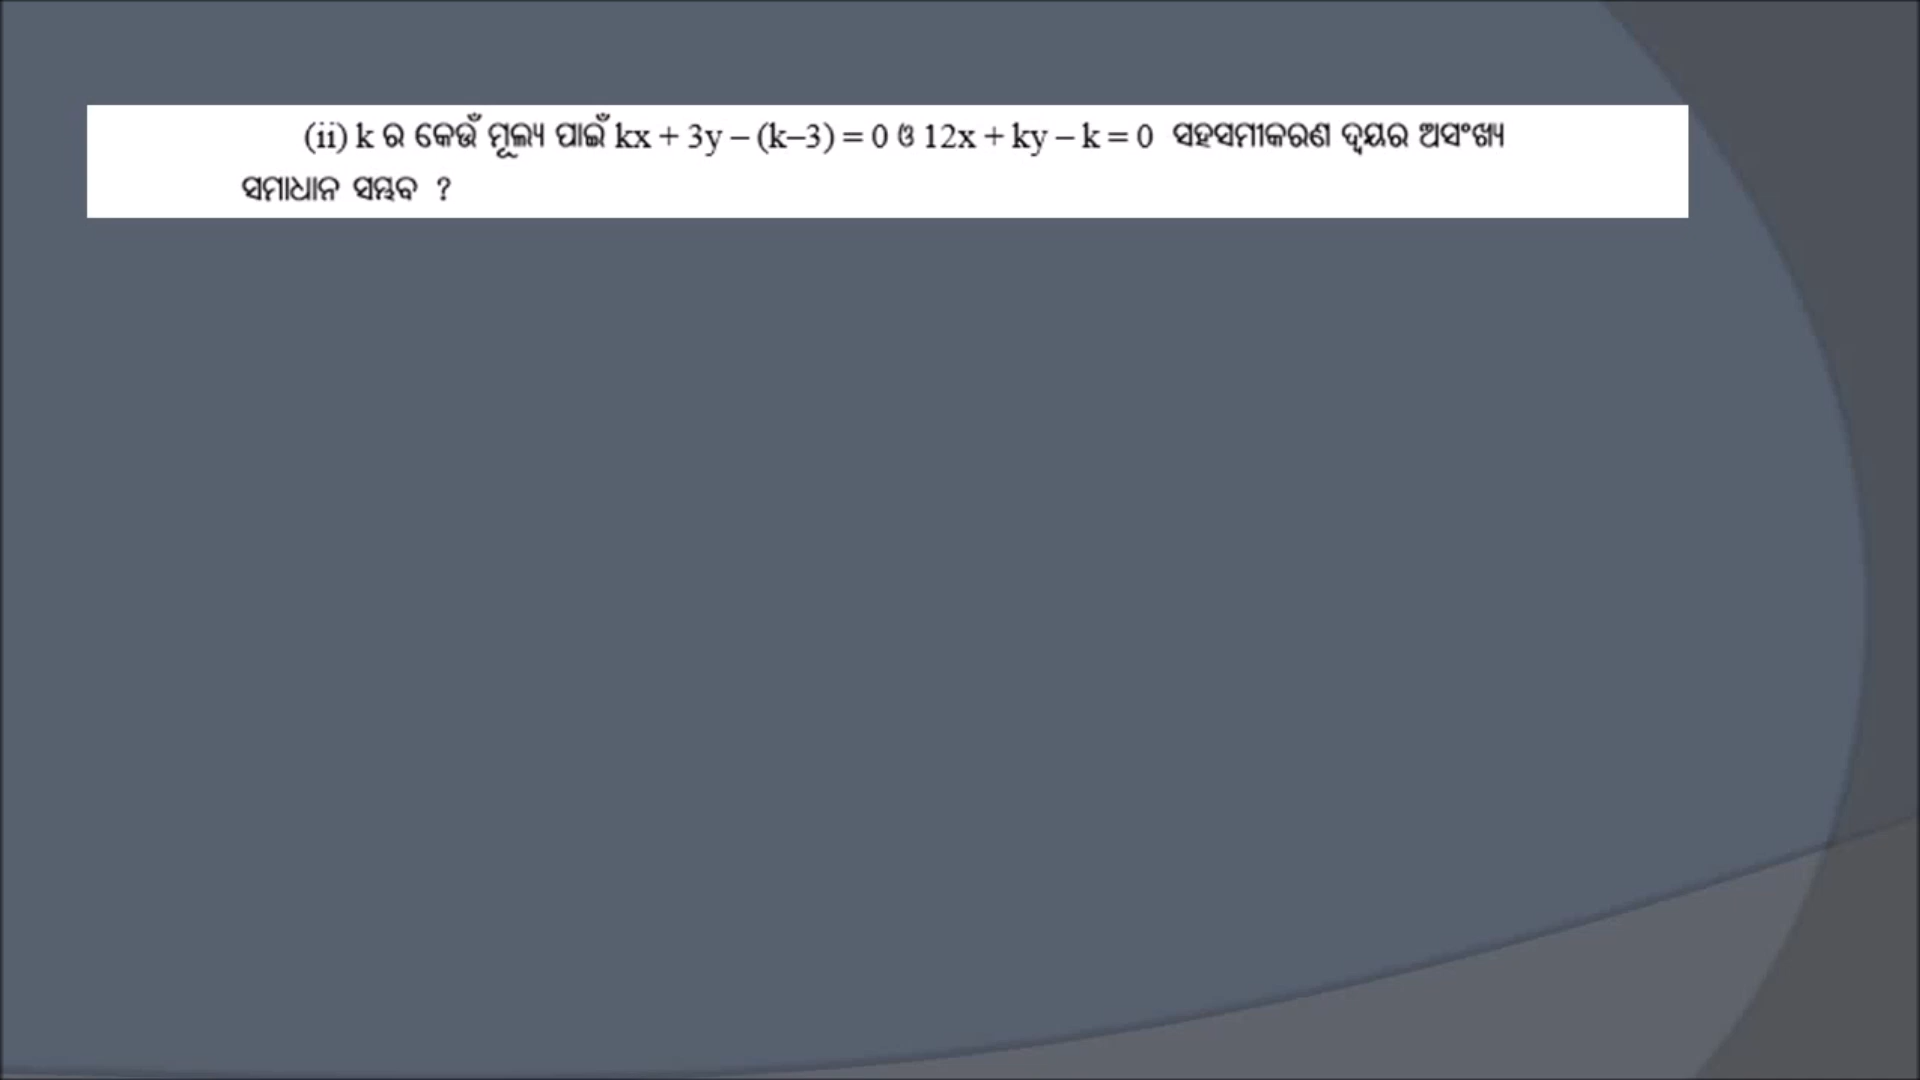 (ii) k ର କେଉଁ ମୂଲ୍ୟ ପାଇଁ kx + 3y – (k–3) = 0 ଓ 12x + ky – k = 0 ସହସମୀକରଣ ଦ୍ୱୟର ଅସଂଖ୍ୟ
ସମାଧାନ ସମ୍ଭବ ?